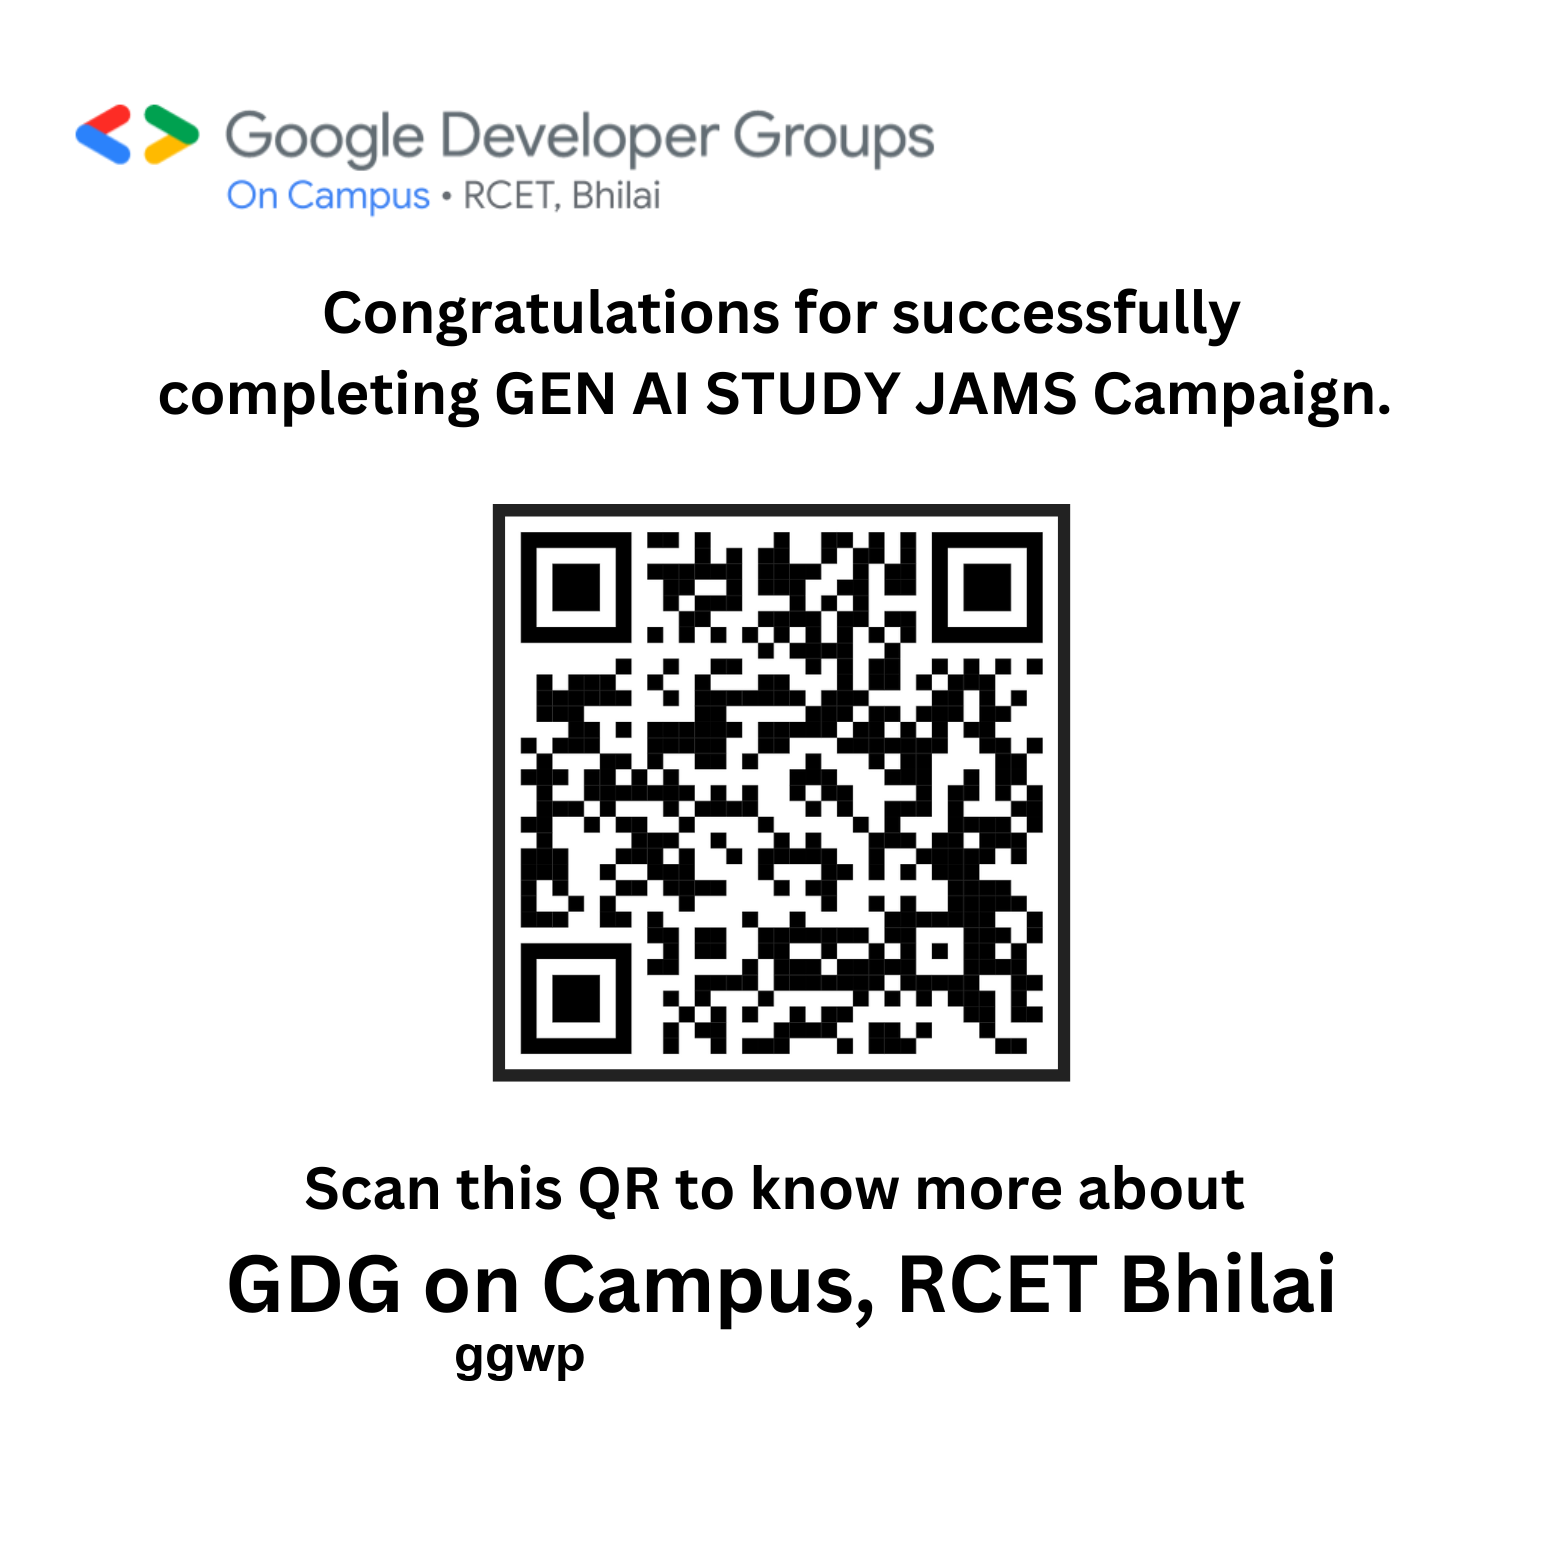 Google Developer Groups
On Campus • RCET, Bhilai
Congratulations for successfully
completing GEN AI STUDY JAMS Campaign.
Scan this QR to know more about
GDG on Campus, RCET Bhilai
ggwp